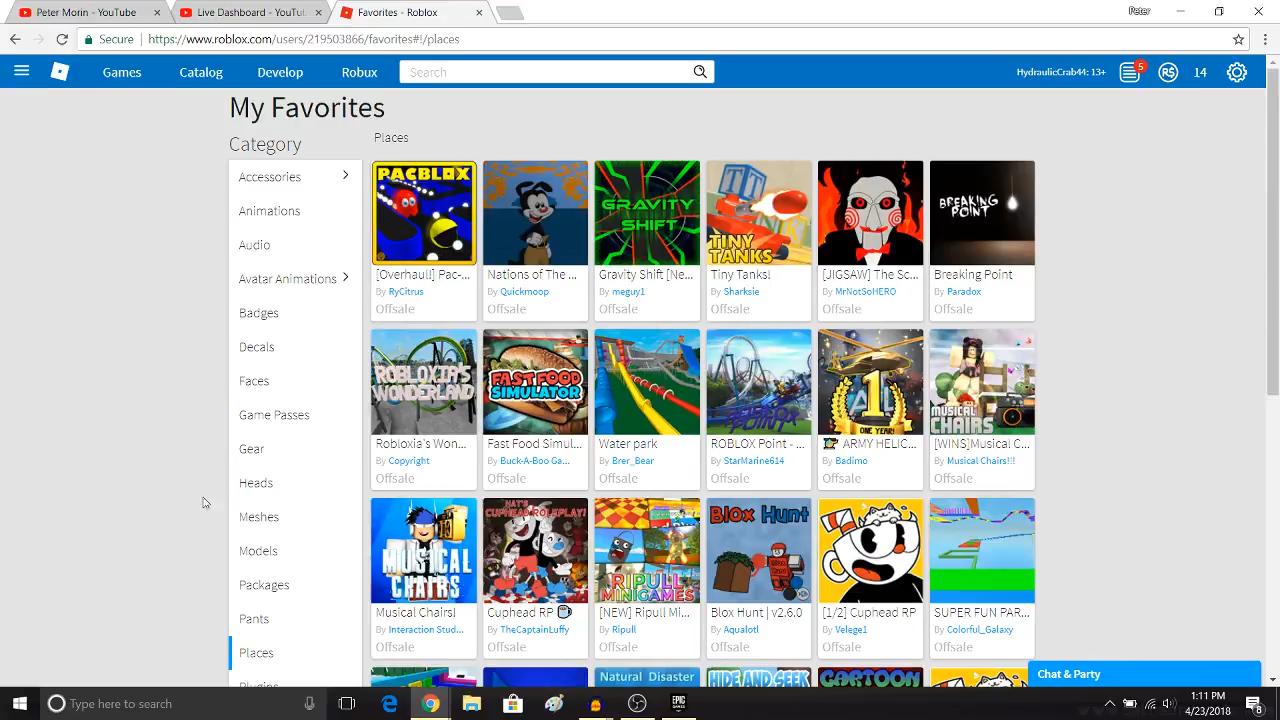 Peter Morin - YouTube
Live Dashboard - YouTu
Favorites - Roblox
Peter
Secure
https://www.roblox.com/users/219503866/favorites#!/places
Games
Catalog
Develop
Robux
Search
HydraulicCrab44: 13+
5
R$
14
My Favorites
Category
Places
Accessories
Animations
Audio
Avatar Animations
Badges
Decals
Faces
Game Passes
Gear
Heads
Meshes
Models
Packages
Pants
Places
Plugins
PACBLOX
GRAVITY
SHIFT
TINY
TANKS
BREAKING
POINT
[Overhaul!] Pac-...
Nations of The ...
Gravity Shift [Ne...
Tiny Tanks!
[JIGSAW] The Sc...
Breaking Point
By RyCitrus
By Quickmoop
By meguy1
By Sharksie
By MrNotSoHERO
By Paradox
Offsale
Offsale
Offsale
Offsale
Offsale
Offsale
ROBLOXIA'S
WONDERLAND
FAST FOOD
SIMULATOR
ROBLOX POINT
1
ONE YEAR!
MUSICAL
CHAIRS
Robloxia's Won...
Fast Food Simul...
Water park
ROBLOX Point - ...
ARMY HELIC...
[WINS]Musical C...
By Copyright
By Buck-A-Boo Ga...
By Brer_Bear
By StarMarine614
By Badimo
By Musical Chairs!!!
Offsale
Offsale
Offsale
Offsale
Offsale
Offsale
MUSICAL
CHAIRS
NAT'S
CUPHEAD ROLEPLAY!
RIPULL
MINIGAMES
Blox Hunt
Musical Chairs!
Cuphead RP
[NEW] Ripull Mi...
Blox Hunt | v2.6.0
[1/2] Cuphead RP
SUPER FUN PAR...
By Interaction Stud...
By TheCaptainLuffy
By Ripull
By Aqualotl
By Velege1
By Colorful_Galaxy
Offsale
Offsale
Offsale
Offsale
Offsale
Offsale
Natural Disaster
HIDE AND SEEK
CARTOON
Chat & Party
Type here to search
EPIC
GAMES
1:11 PM
4/23/2018
8